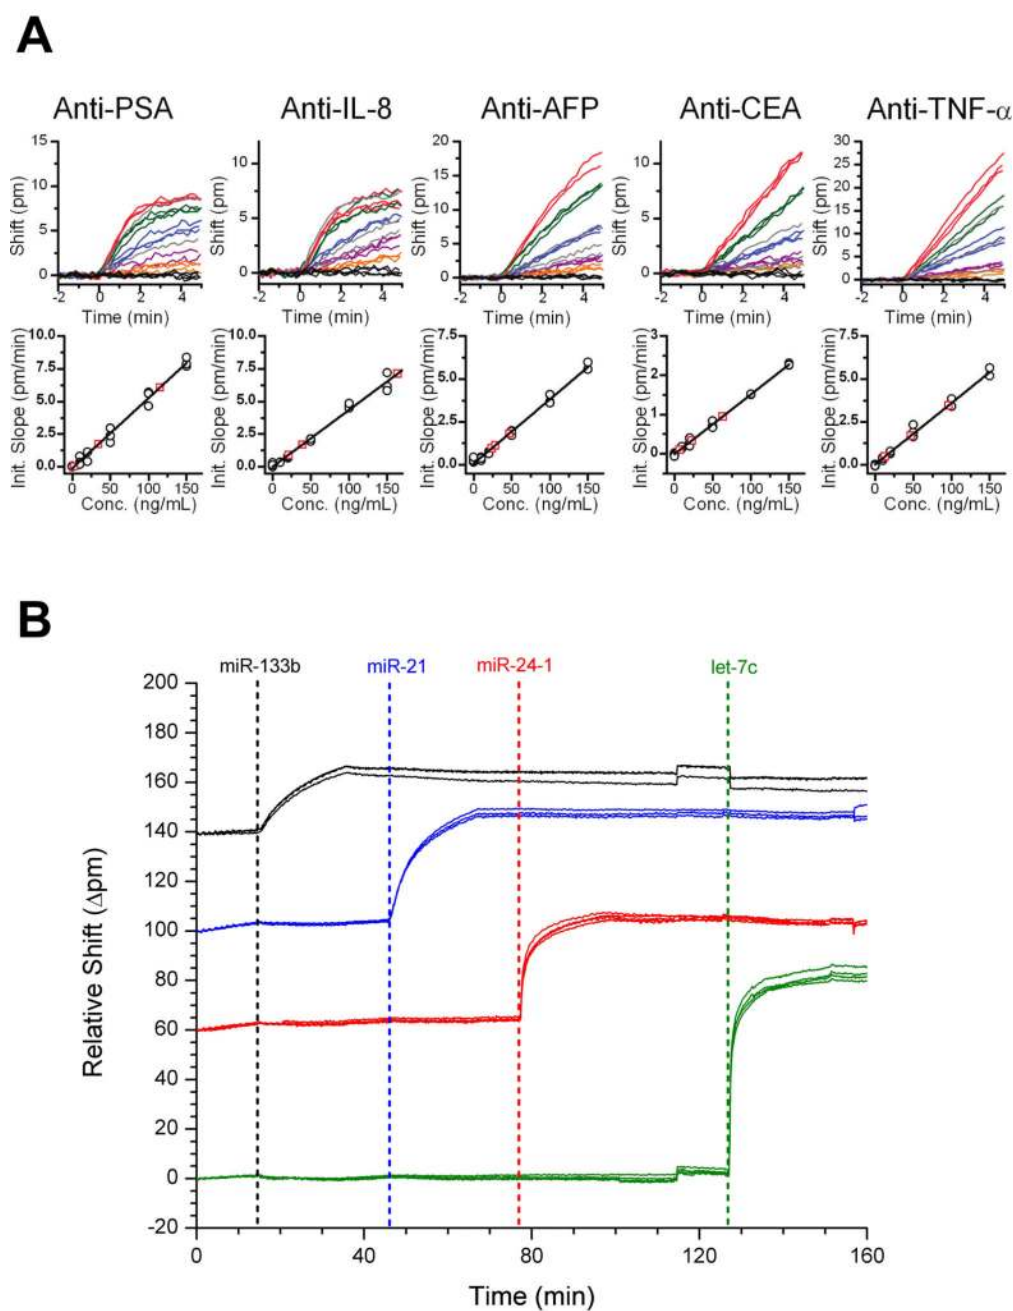 A
Anti-PSA Anti-IL-8 Anti-AFP Anti-CEA Anti-TNF-α
Shift (pm) 15 10 5 0
-2 0 2 4
Time (min)
Shift (pm) 10 5 0
-2 0 2 4
Time (min)
Shift (pm) 20 15 10 5 0
-2 0 2 4
Time (min)
Shift (pm) 10 5 0
-2 0 2 4
Time (min)
Shift (pm) 30 25 20 15 10 5 0
-2 0 2 4
Time (min)
Init. Slope (pm/min) 10.0 7.5 5.0 2.5 0.0
0 50 100 150
Conc. (ng/mL)
Init. Slope (pm/min) 10.0 7.5 5.0 2.5 0.0
0 50 100 150
Conc. (ng/mL)
Init. Slope (pm/min) 7.5 5.0 2.5 0.0
0 50 100 150
Conc. (ng/mL)
Init. Slope (pm/min) 3 2 1 0
0 50 100 150
Conc. (ng/mL)
Init. Slope (pm/min) 7.5 5.0 2.5 0.0
0 50 100 150
Conc. (ng/mL)
B
miR-133b miR-21 miR-24-1 let-7c
Relative Shift (Δpm)
200
180
160
140
120
100
80
60
40
20
0
-20
0 40 80 120 160
Time (min)